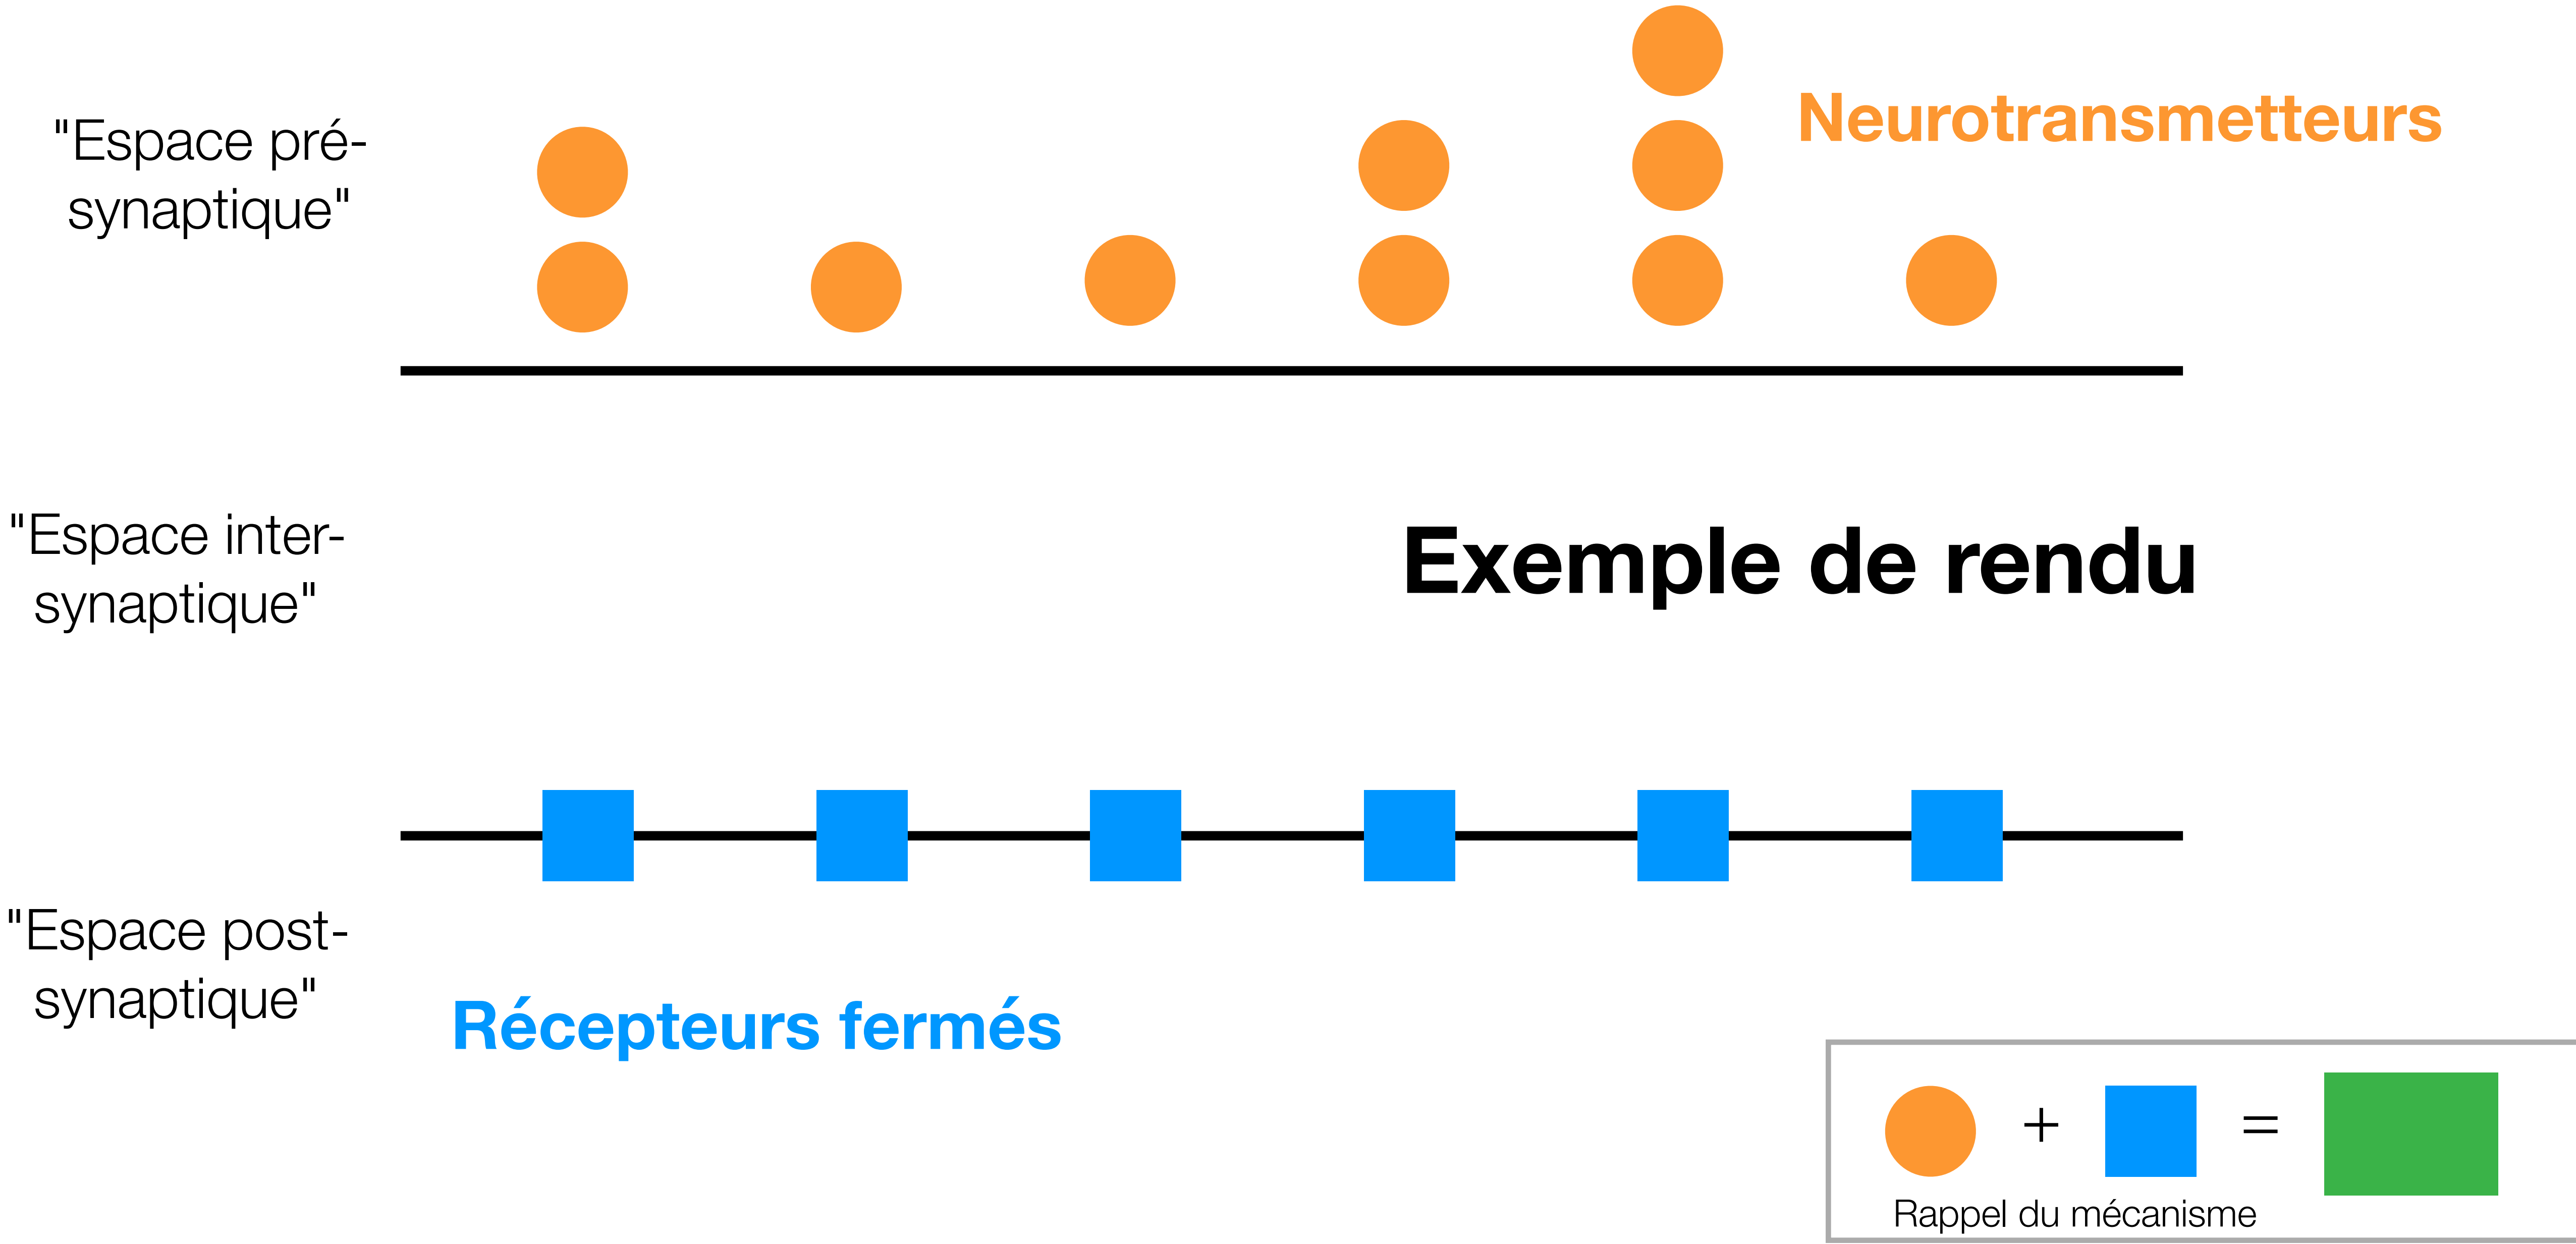 "Espace pré-
synaptique"
Neurotransmetteurs
"Espace inter-
synaptique"
Exemple de rendu
"Espace post-
synaptique"
Récepteurs fermés
+ =
Rappel du mécanisme